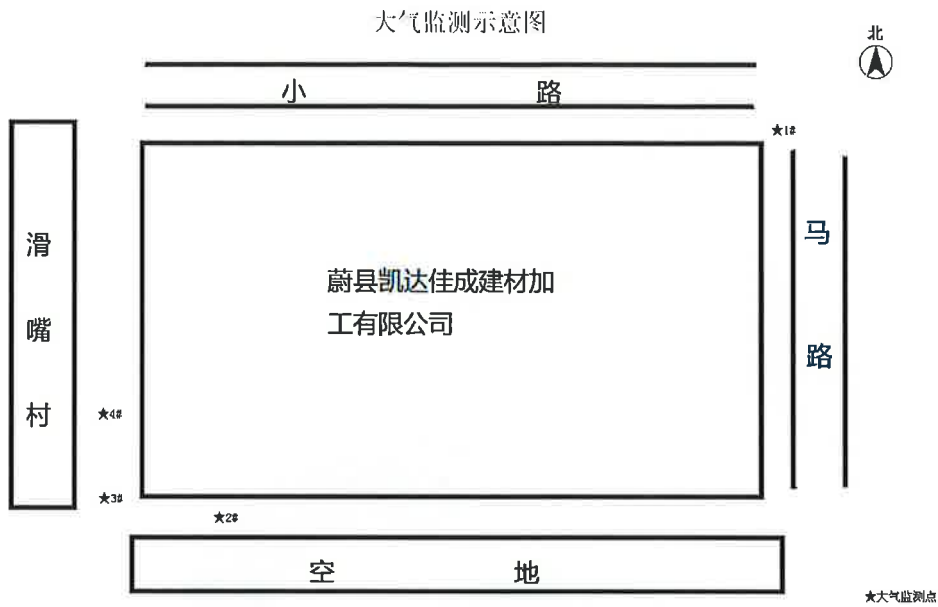 大气监测示意图
北
小 路
★1#
滑嘴村
马路
蔚县凯达佳成建材加
工有限公司
★4#
★3#
★2#
空 地
★大气监测点